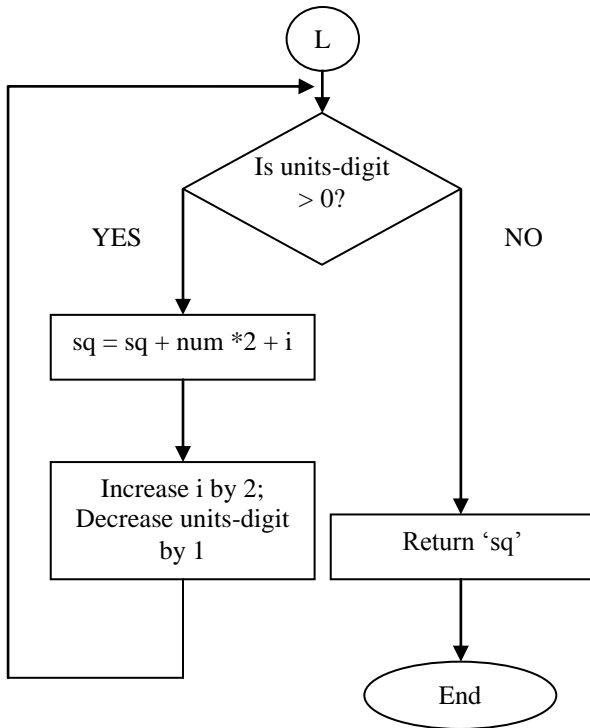 L
Is units-digit
> 0?
YES
NO
sq = sq + num *2 + i
Increase i by 2;
Decrease units-digit
by 1
Return ‘sq’
End